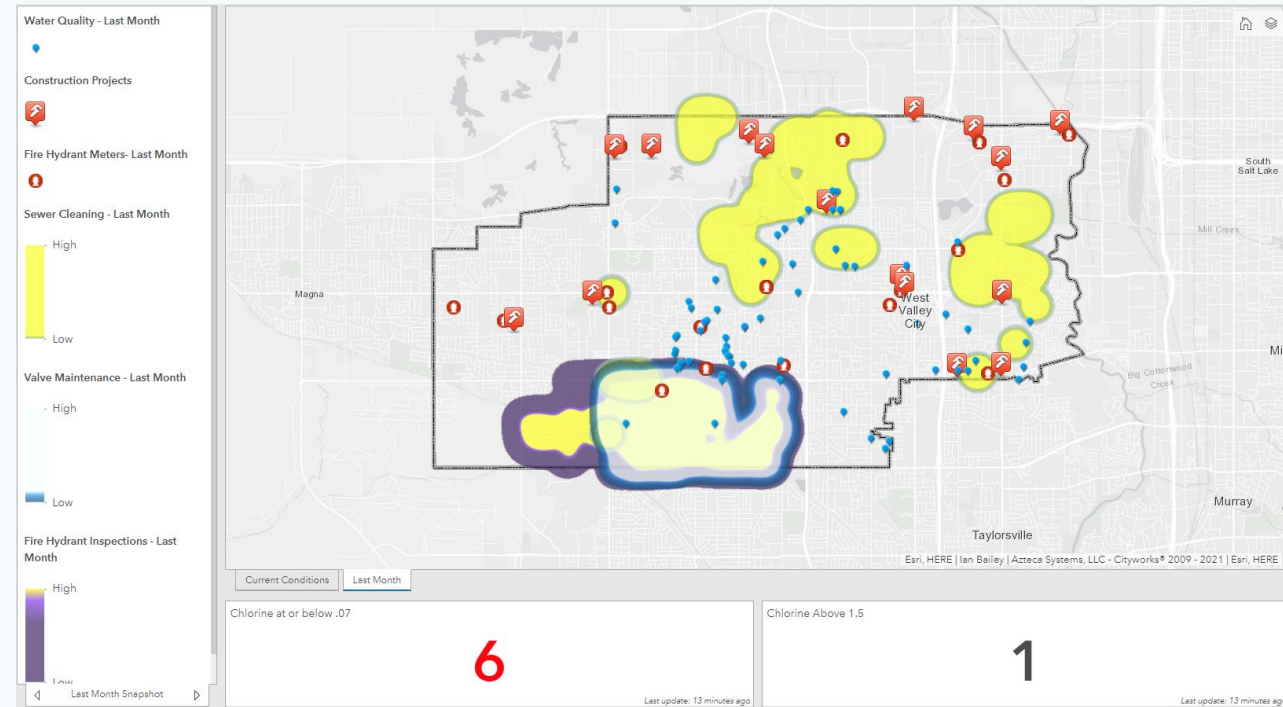 Water Quality - Last Month
Construction Projects
Fire Hydrant Meters- Last Month
Sewer Cleaning - Last Month
High
Low
Valve Maintenance - Last Month
High
Low
Fire Hydrant Inspections - Last
Month
High
Low
Last Month Snapshot
South
Salt Lake
Mill Creek
Magna
West
Valley
City
Mi
Big Cottonwood
Creek
Murray
Taylorsville
Esri, HERE | Ian Bailey | Azteca Systems, LLC - Cityworks® 2009 - 2021 | Esri, HERE
Current Conditions
Last Month
Chlorine at or below .07
6
Last update: 13 minutes ago
Chlorine Above 1.5
1
Last update: 13 minutes ago